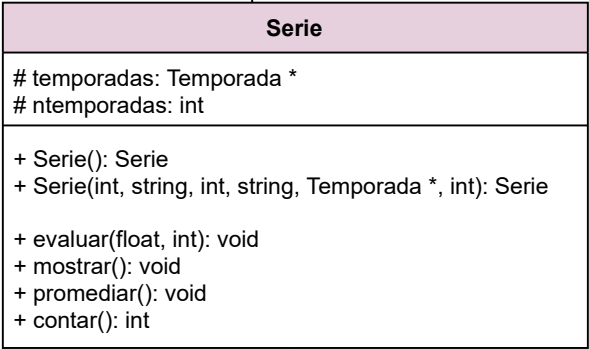 Serie
# temporadas: Temporada *
# ntemporadas: int
+ Serie(): Serie
+ Serie(int, string, int, string, Temporada *, int): Serie
+ evaluar(float, int): void
+ mostrar(): void
+ promediar(): void
+ contar(): int